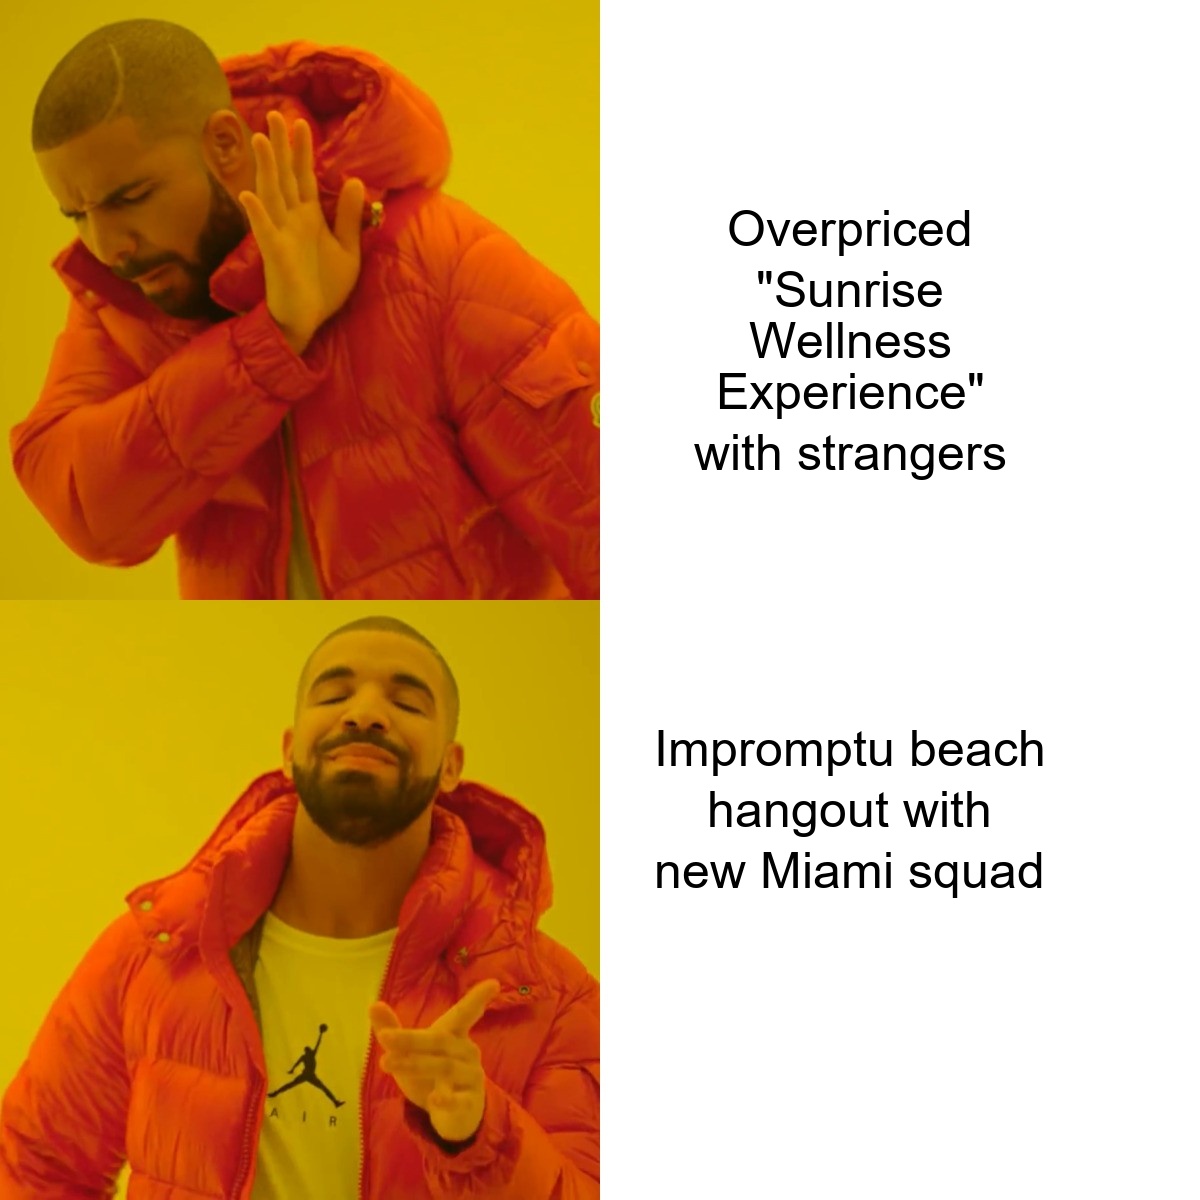 Overpriced
"Sunrise
Wellness
Experience"
with strangers
Impromptu beach
hangout with
new Miami squad
AIR